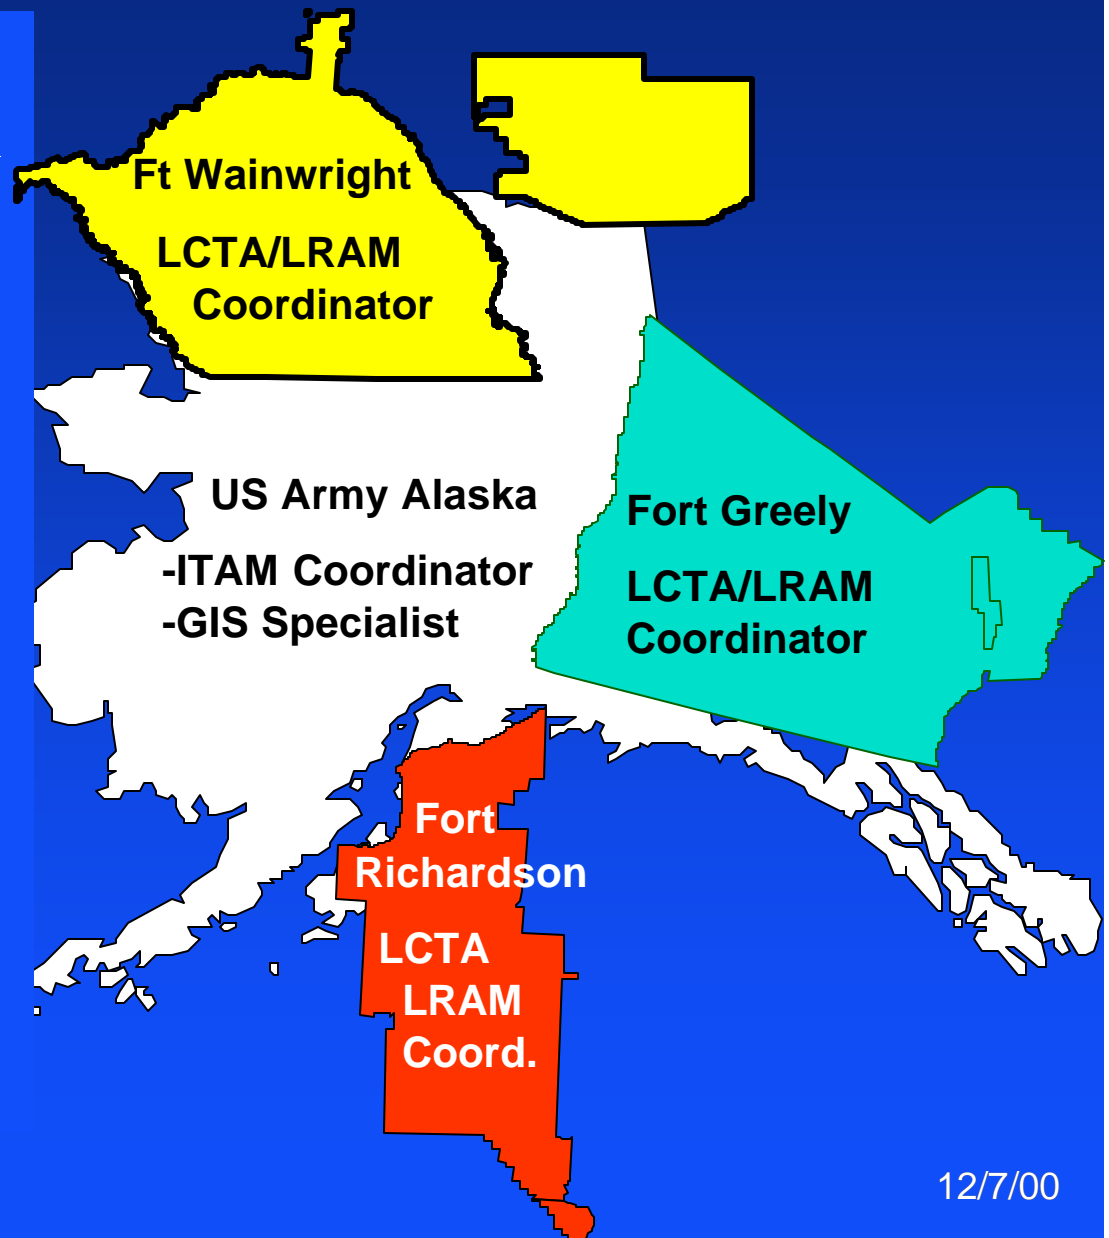 Ft Wainwright
LCTA/LRAM
Coordinator
US Army Alaska
-ITAM Coordinator
-GIS Specialist
Fort Greely
LCTA/LRAM
Coordinator
Fort
Richardson
LCTA
LRAM
Coord.
12/7/00